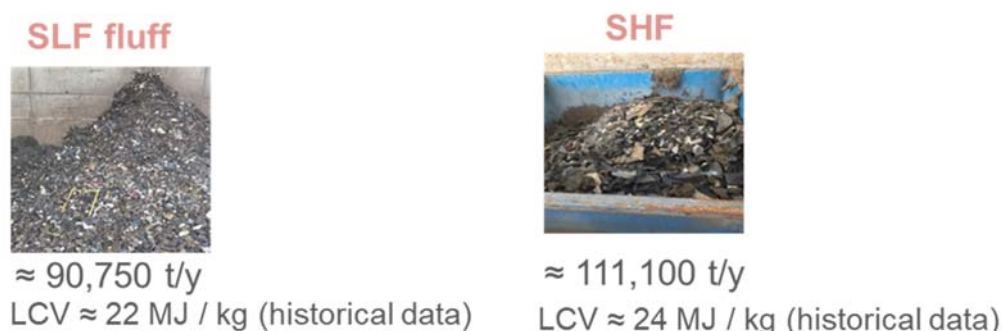 SLF fluff
≈ 90,750 t/y
LCV ≈ 22 MJ / kg (historical data)
SHF
≈ 111,100 t/y
LCV ≈ 24 MJ / kg (historical data)